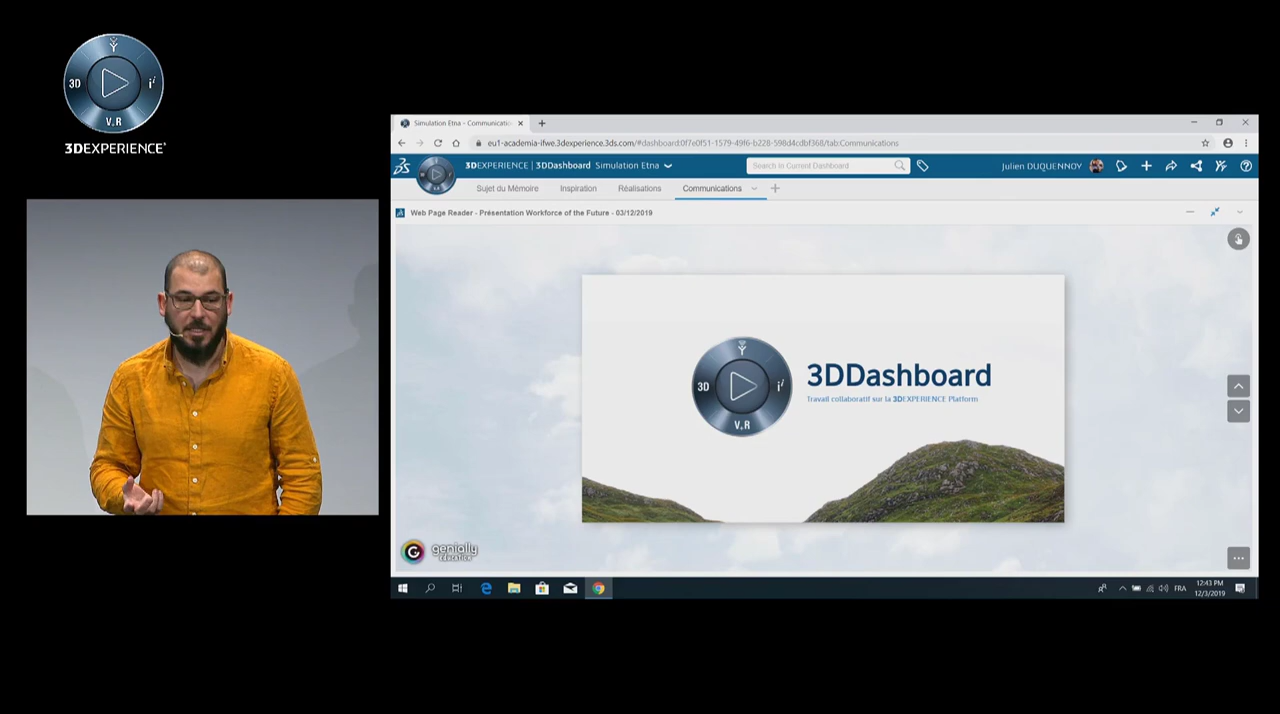 3D
i
V,R
3DEXPERIENCE
Simulation Etna - Communicatio
eu1-academia-ifwe.3dexperience.3ds.com/#dashboard:0f7e0f51-1579-49f6-b228-598d4cdbf368/tab:Communications
3DEXPERIENCE | 3DDashboard Simulation Etna
Search in Current Dashboard
Julien DUQUENNOY
Sujet du Mémoire
Inspiration
Réalisations
Communications
Web Page Reader - Présentation Workforce of the Future - 03/12/2019
3D
i
V,R
3DDashboard
Travail collaboratif sur la 3DEXPERIENCE Platform
G genially
EDUCATION
FRA
12:43 PM
12/3/2019